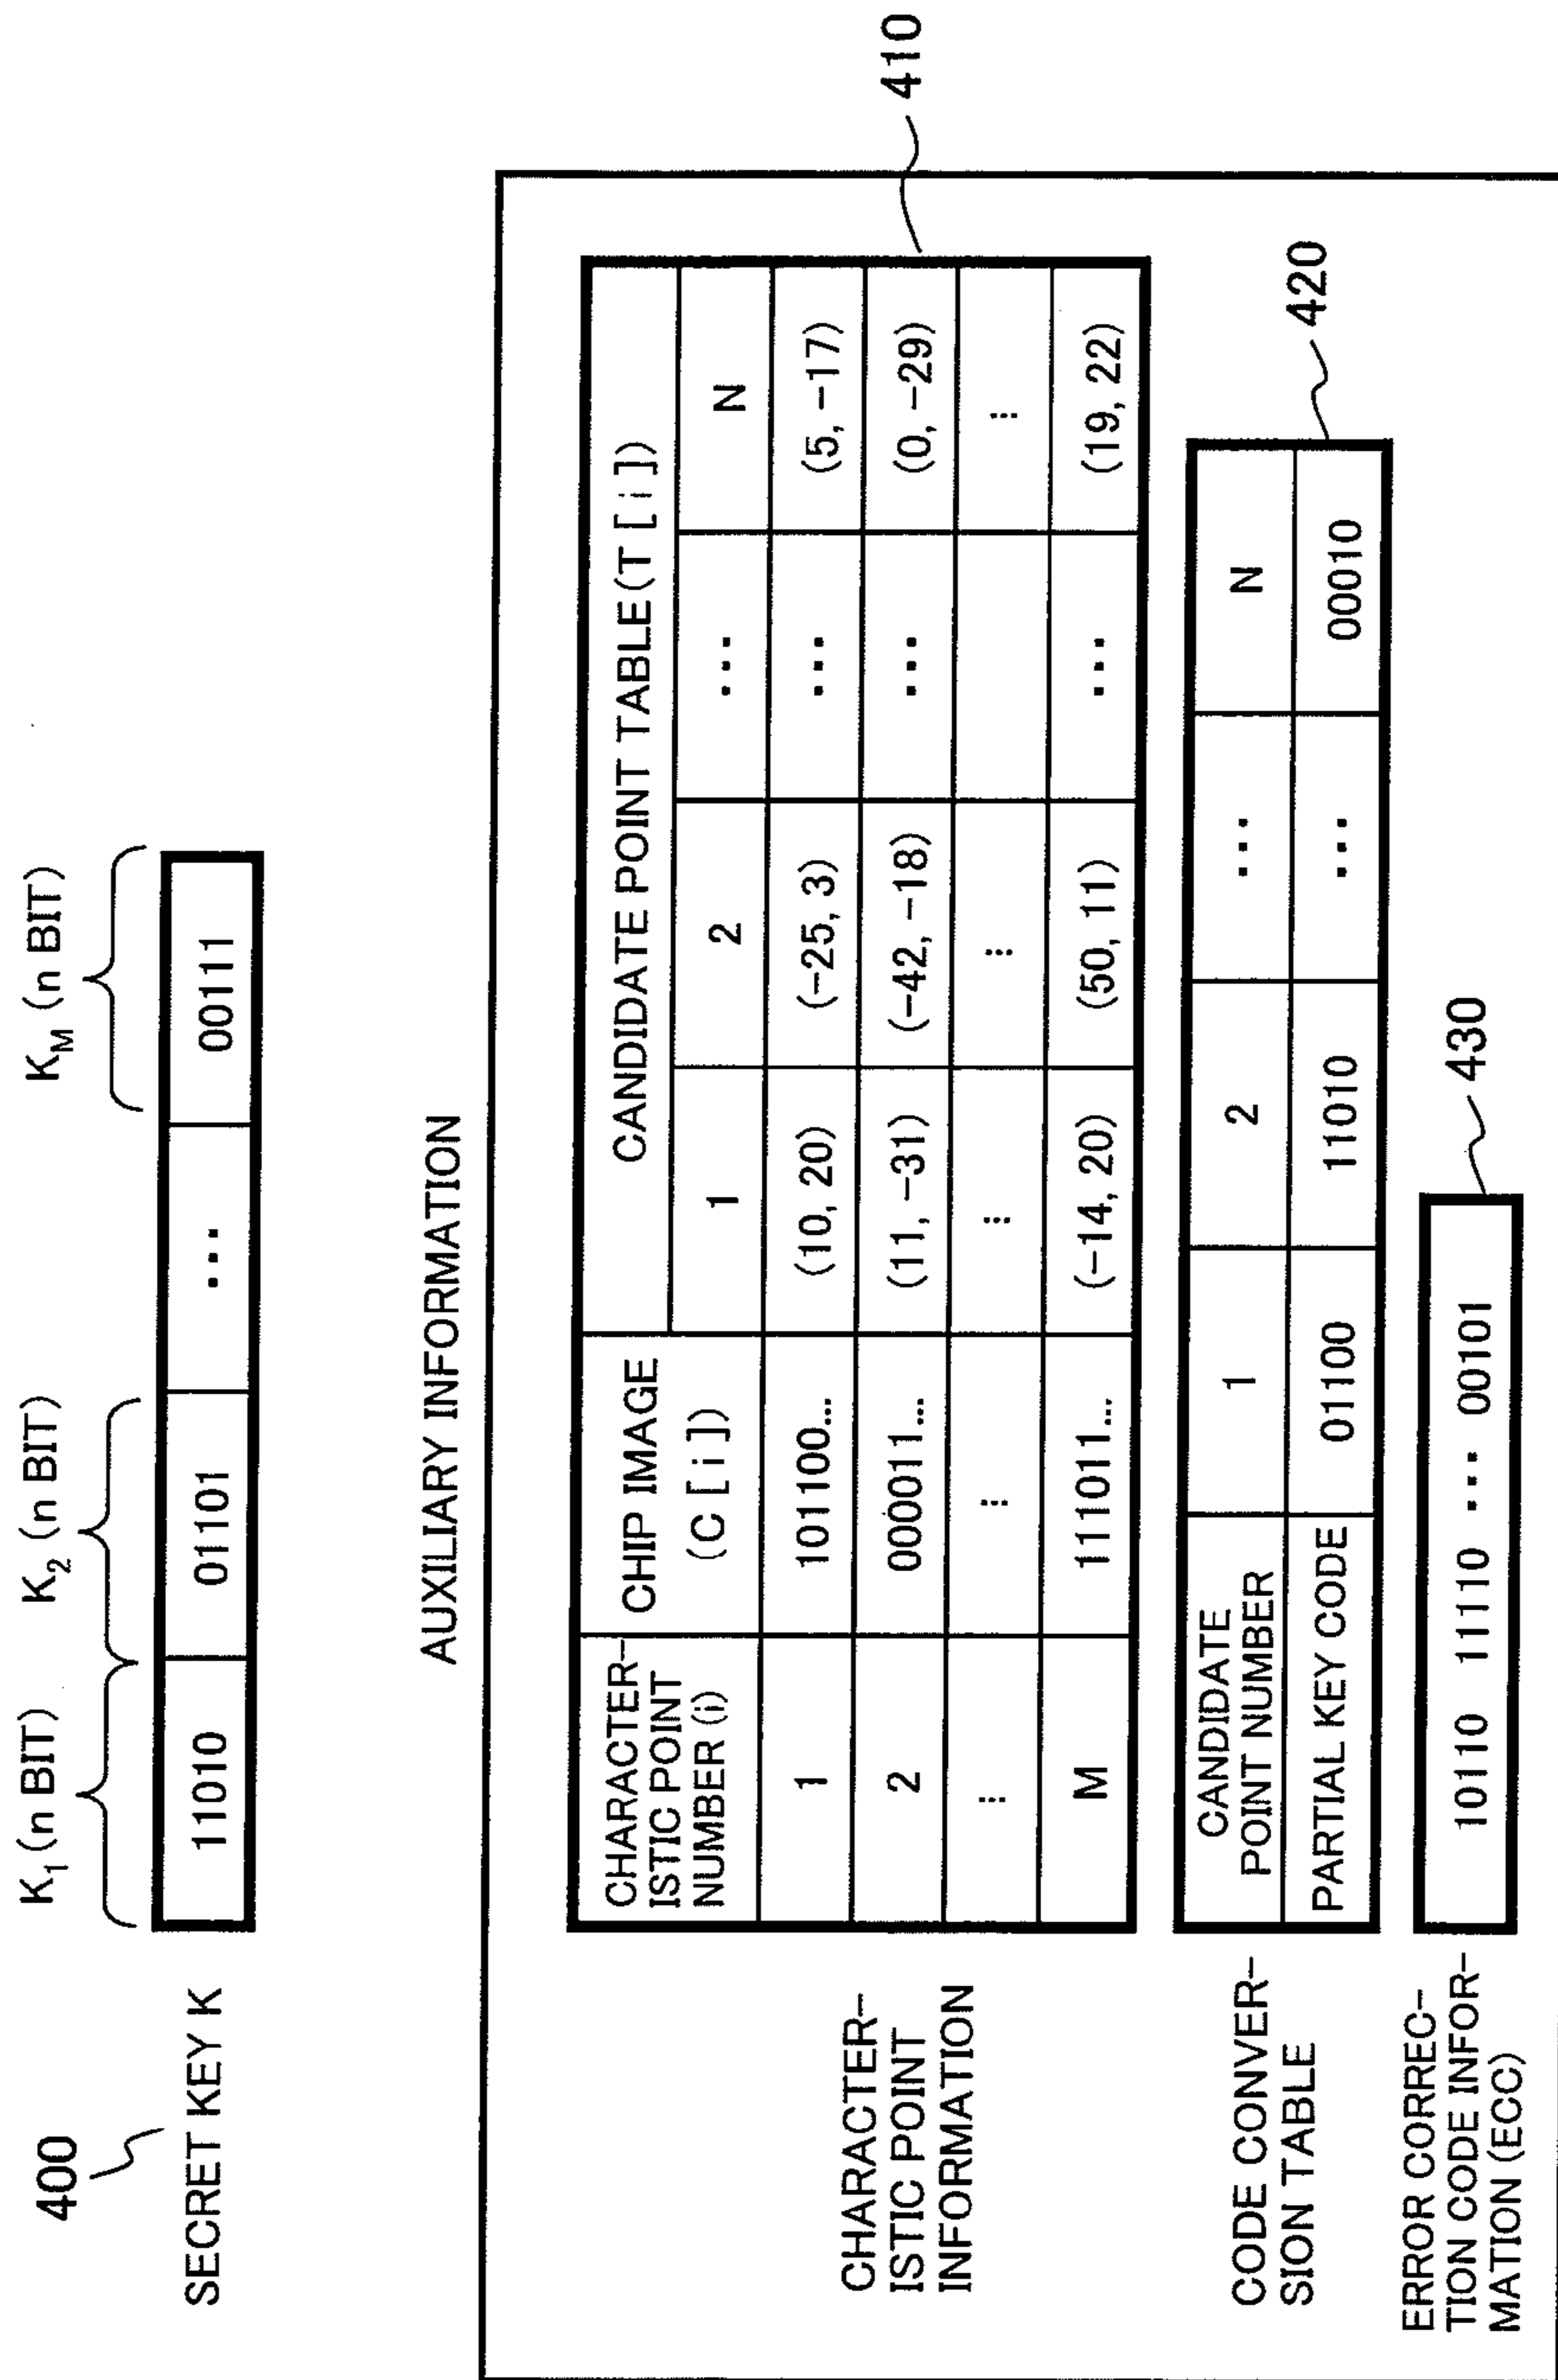 400
SECRET KEY K
K1 (n BIT) K2 (n BIT) KM (n BIT)
11010 01101 ... 00111
AUXILIARY INFORMATION
410
CHARACTER-
ISTIC POINT
INFORMATION
CHARACTER-
ISTIC POINT
NUMBER (i)
CHIP IMAGE
(C [ i ])
CANDIDATE POINT TABLE(T [ i ])
1 2 ... N
1 101100... (10, 20) (-25, 3) ... (5, -17)
2 000011... (11, -31) (-42, -18) ... (0, -29)
... ... ... ... ...
M 111011... (-14, 20) (50, 11) ... (19, 22)
420
CODE CONVER-
SION TABLE
CANDIDATE
POINT NUMBER
1 2 ... N
PARTIAL KEY CODE 01100 11010 ... 00010
430
ERROR CORREC-
TION CODE INFOR-
MATION (ECC)
10110 11110 ... 00101